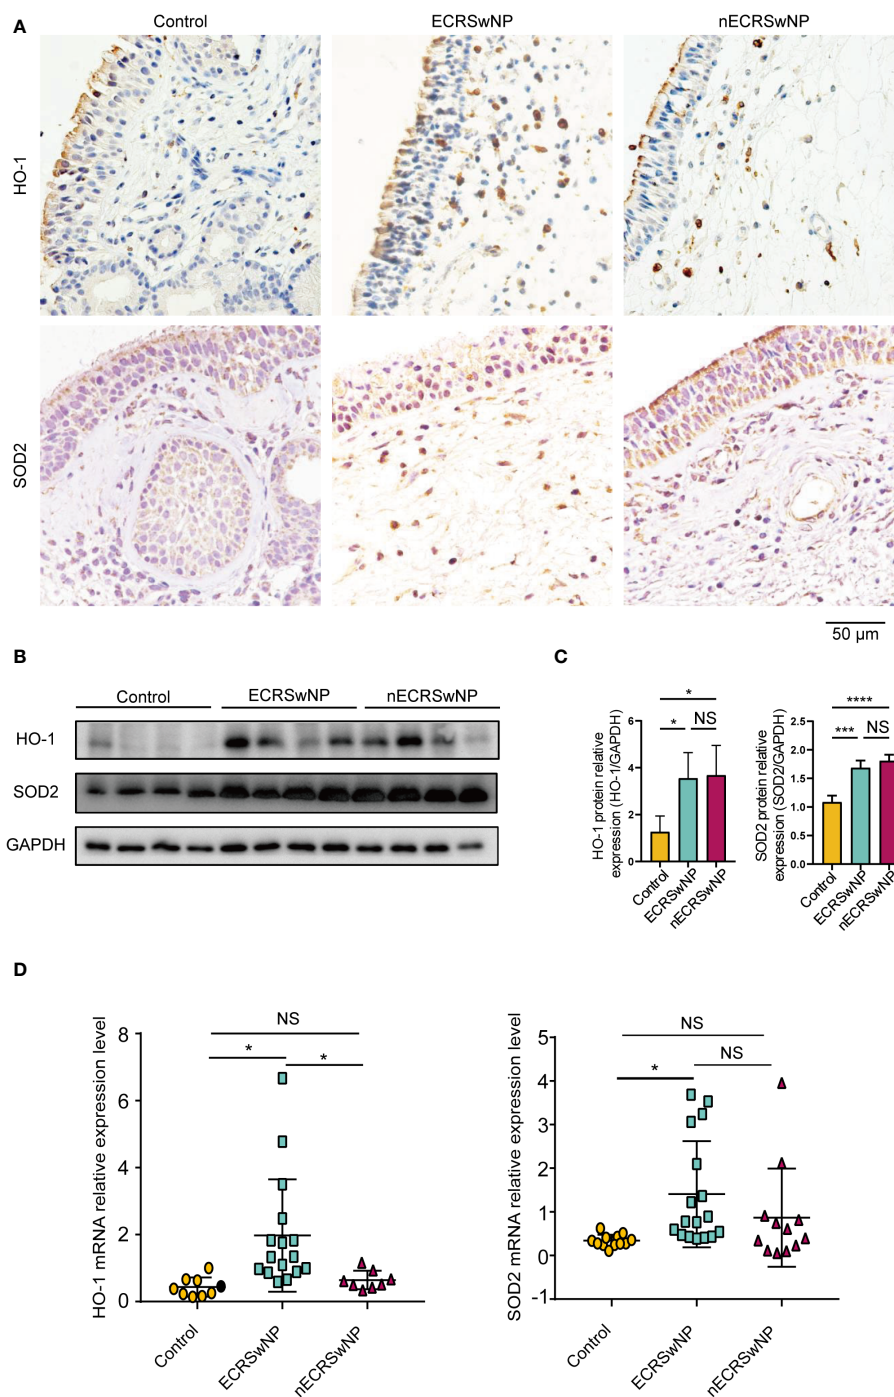 A
Control
ECRSwNP
nECRSwNP
HO-1
SOD2
50 µm
B
Control
ECRSwNP
nECRSwNP
HO-1
SOD2
GAPDH
C
HO-1 protein relative
expression (HO-1/GAPDH)
6
4
2
0
*
*
NS
Control
ECRSwNP
nECRSwNP
SOD2 protein relative
expression (SOD2/GAPDH)
2.5
2.0
1.5
1.0
0.5
0.0
****
***
NS
Control
ECRSwNP
nECRSwNP
D
HO-1 mRNA relative expression level
8
6
4
2
0
NS
*
*
Control
ECRSwNP
nECRSwNP
SOD2 mRNA relative expression level
5
4
3
2
1
0
-1
NS
*
NS
Control
ECRSwNP
nECRSwNP